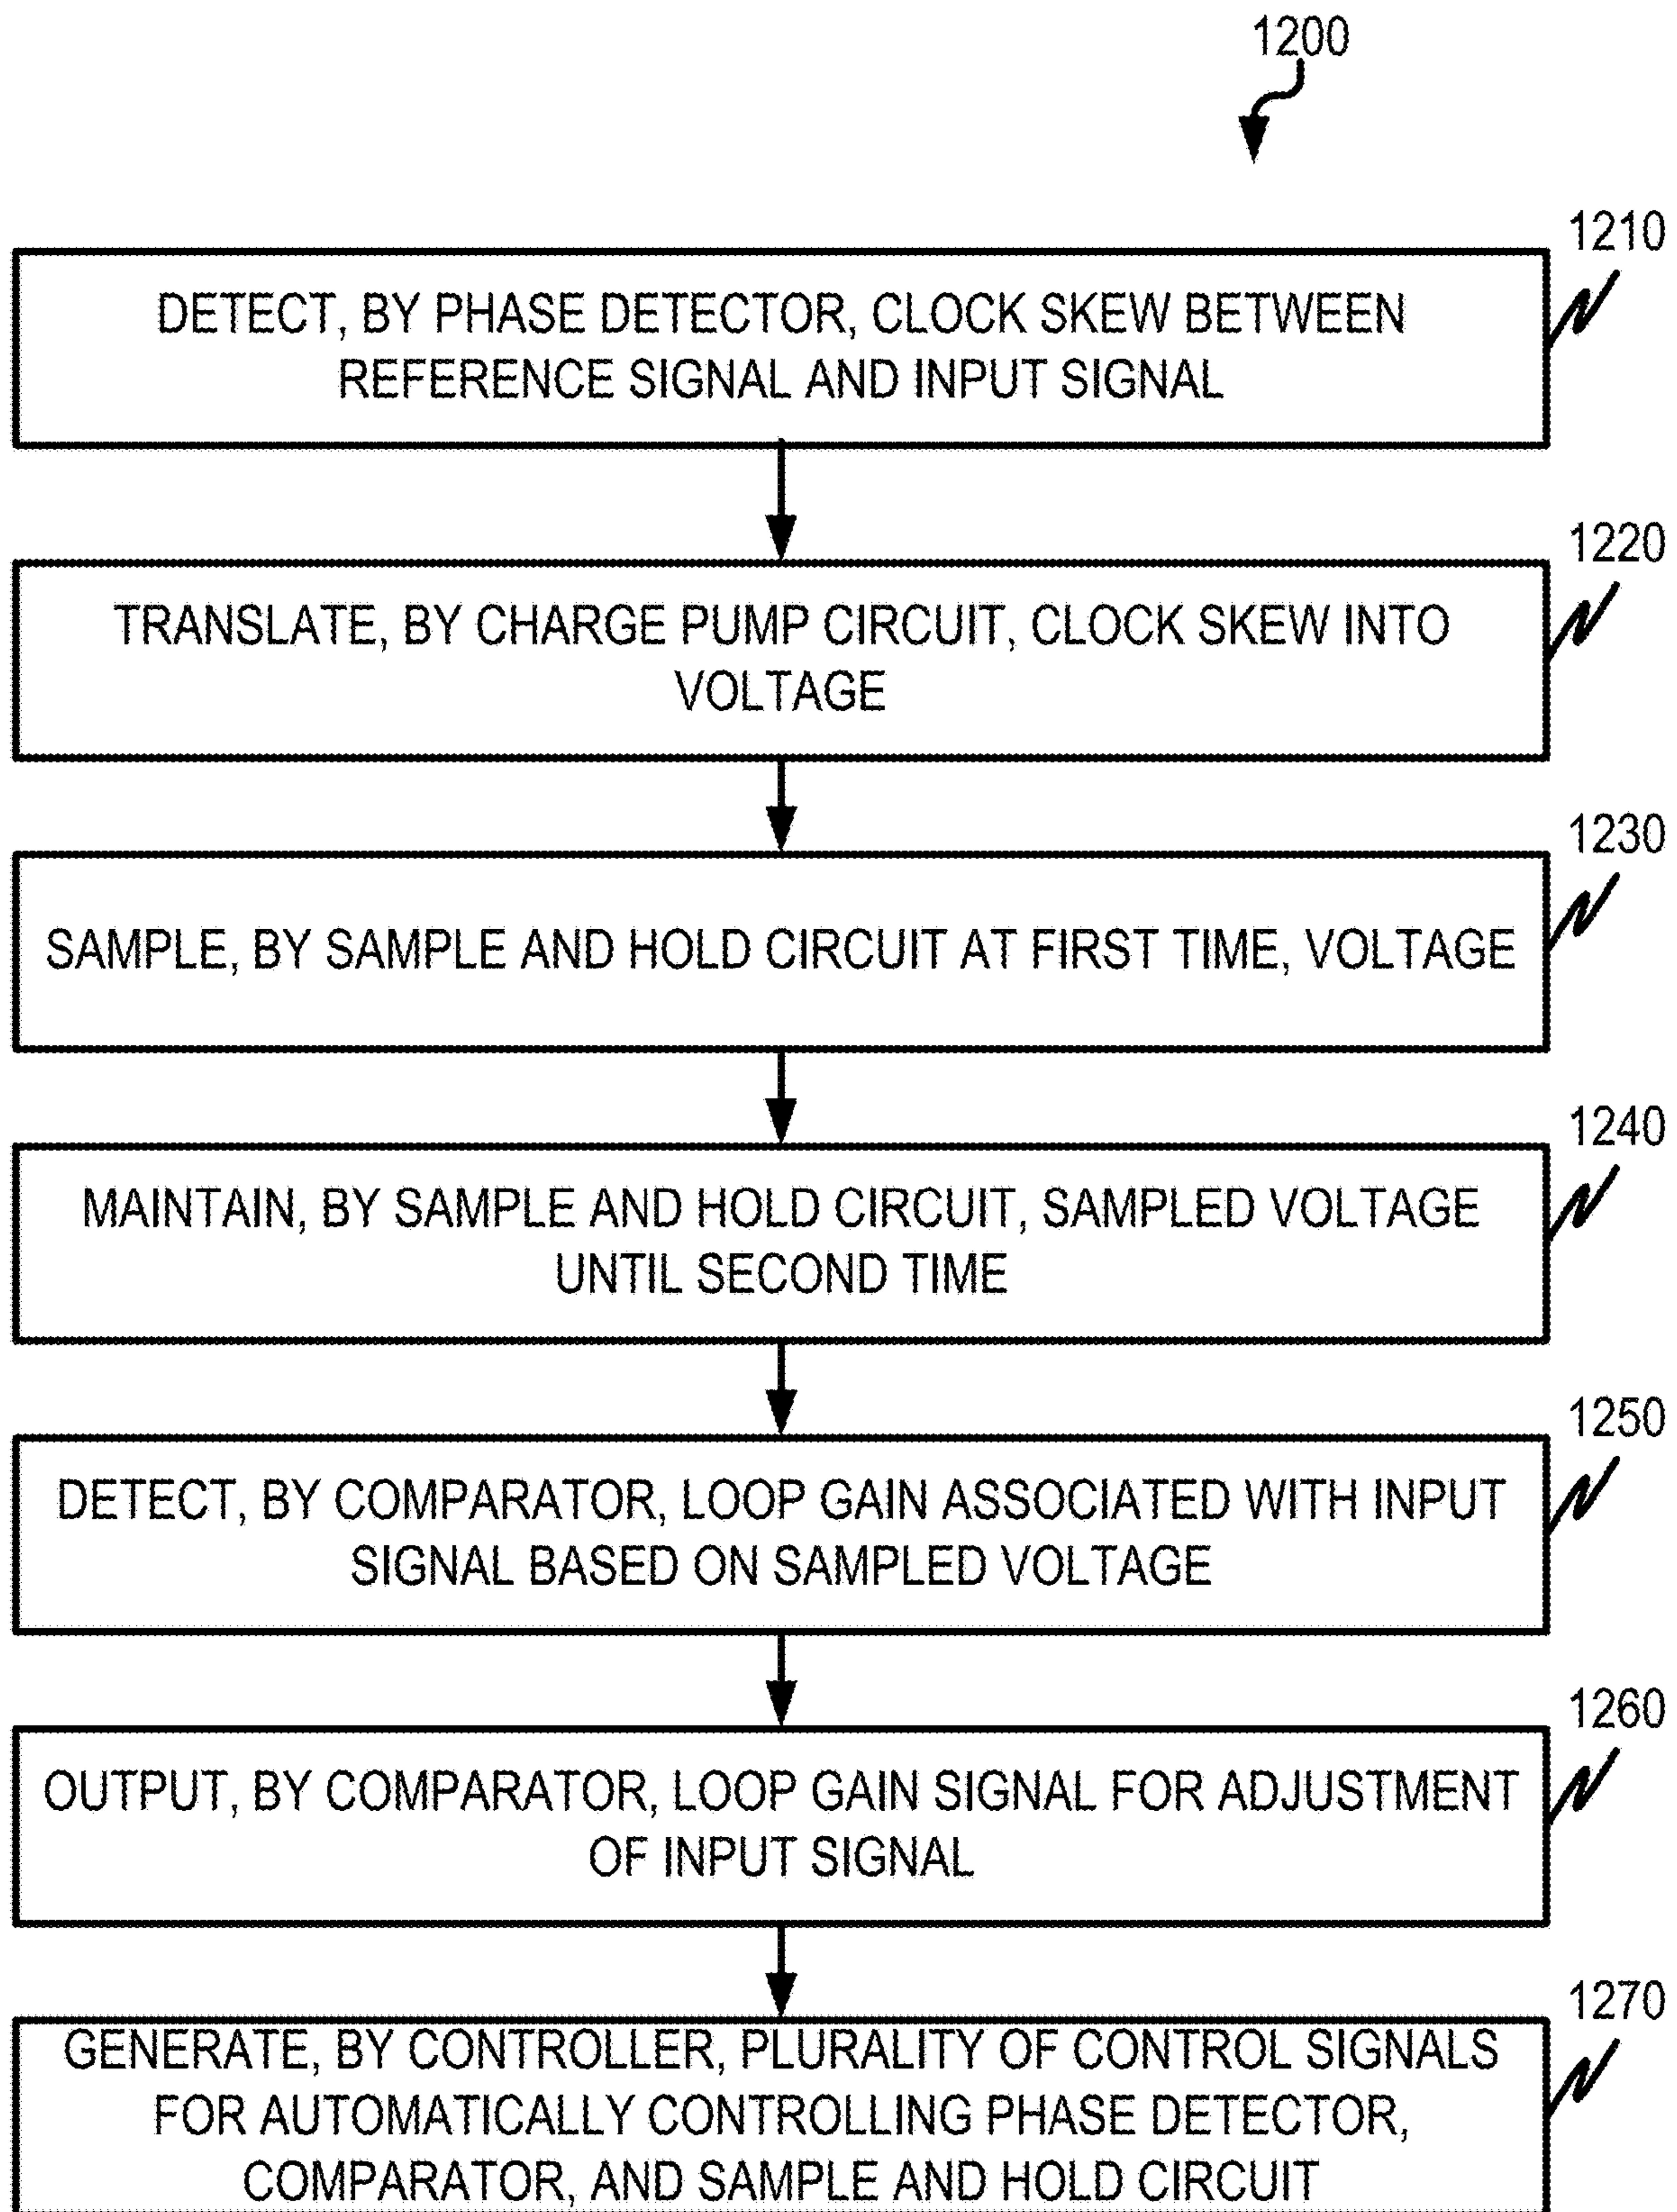 1200
1210
DETECT, BY PHASE DETECTOR, CLOCK SKEW BETWEEN
REFERENCE SIGNAL AND INPUT SIGNAL
1220
TRANSLATE, BY CHARGE PUMP CIRCUIT, CLOCK SKEW INTO
VOLTAGE
1230
SAMPLE, BY SAMPLE AND HOLD CIRCUIT AT FIRST TIME, VOLTAGE
1240
MAINTAIN, BY SAMPLE AND HOLD CIRCUIT, SAMPLED VOLTAGE
UNTIL SECOND TIME
1250
DETECT, BY COMPARATOR, LOOP GAIN ASSOCIATED WITH INPUT
SIGNAL BASED ON SAMPLED VOLTAGE
1260
OUTPUT, BY COMPARATOR, LOOP GAIN SIGNAL FOR ADJUSTMENT
OF INPUT SIGNAL
1270
GENERATE, BY CONTROLLER, PLURALITY OF CONTROL SIGNALS
FOR AUTOMATICALLY CONTROLLING PHASE DETECTOR,
COMPARATOR, AND SAMPLE AND HOLD CIRCUIT